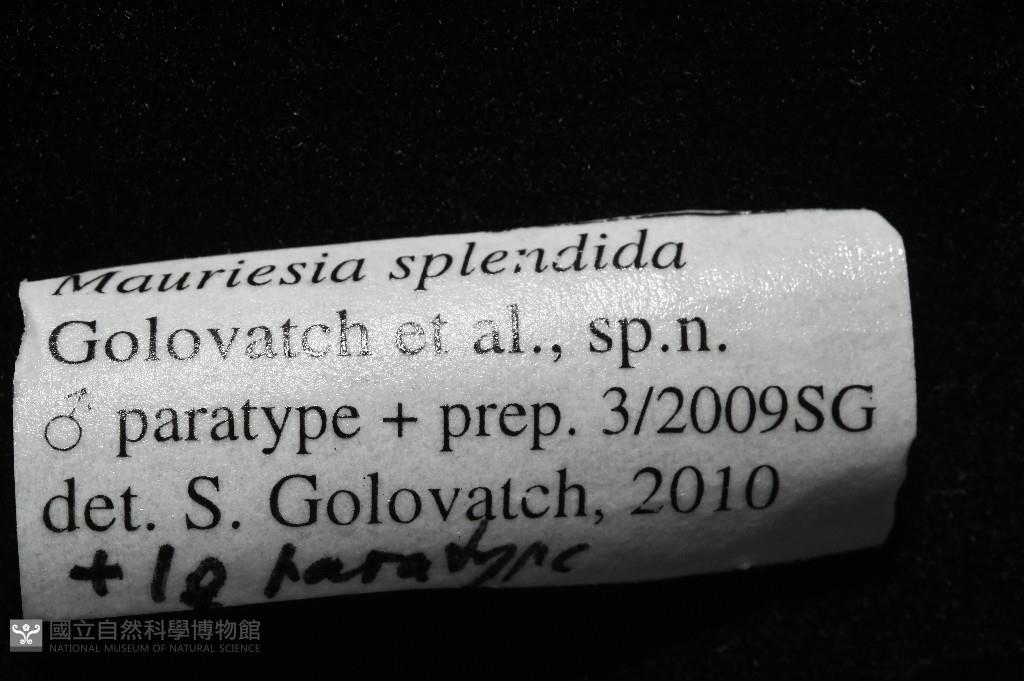 Mauriesia splendida
Golovatch et al., sp.n.
♂ paratype + prep. 3/2009SG
det. S. Golovatch, 2010
+ 1♀ paratype
國立自然科學博物館
NATIONAL MUSEUM OF NATURAL SCIENCE